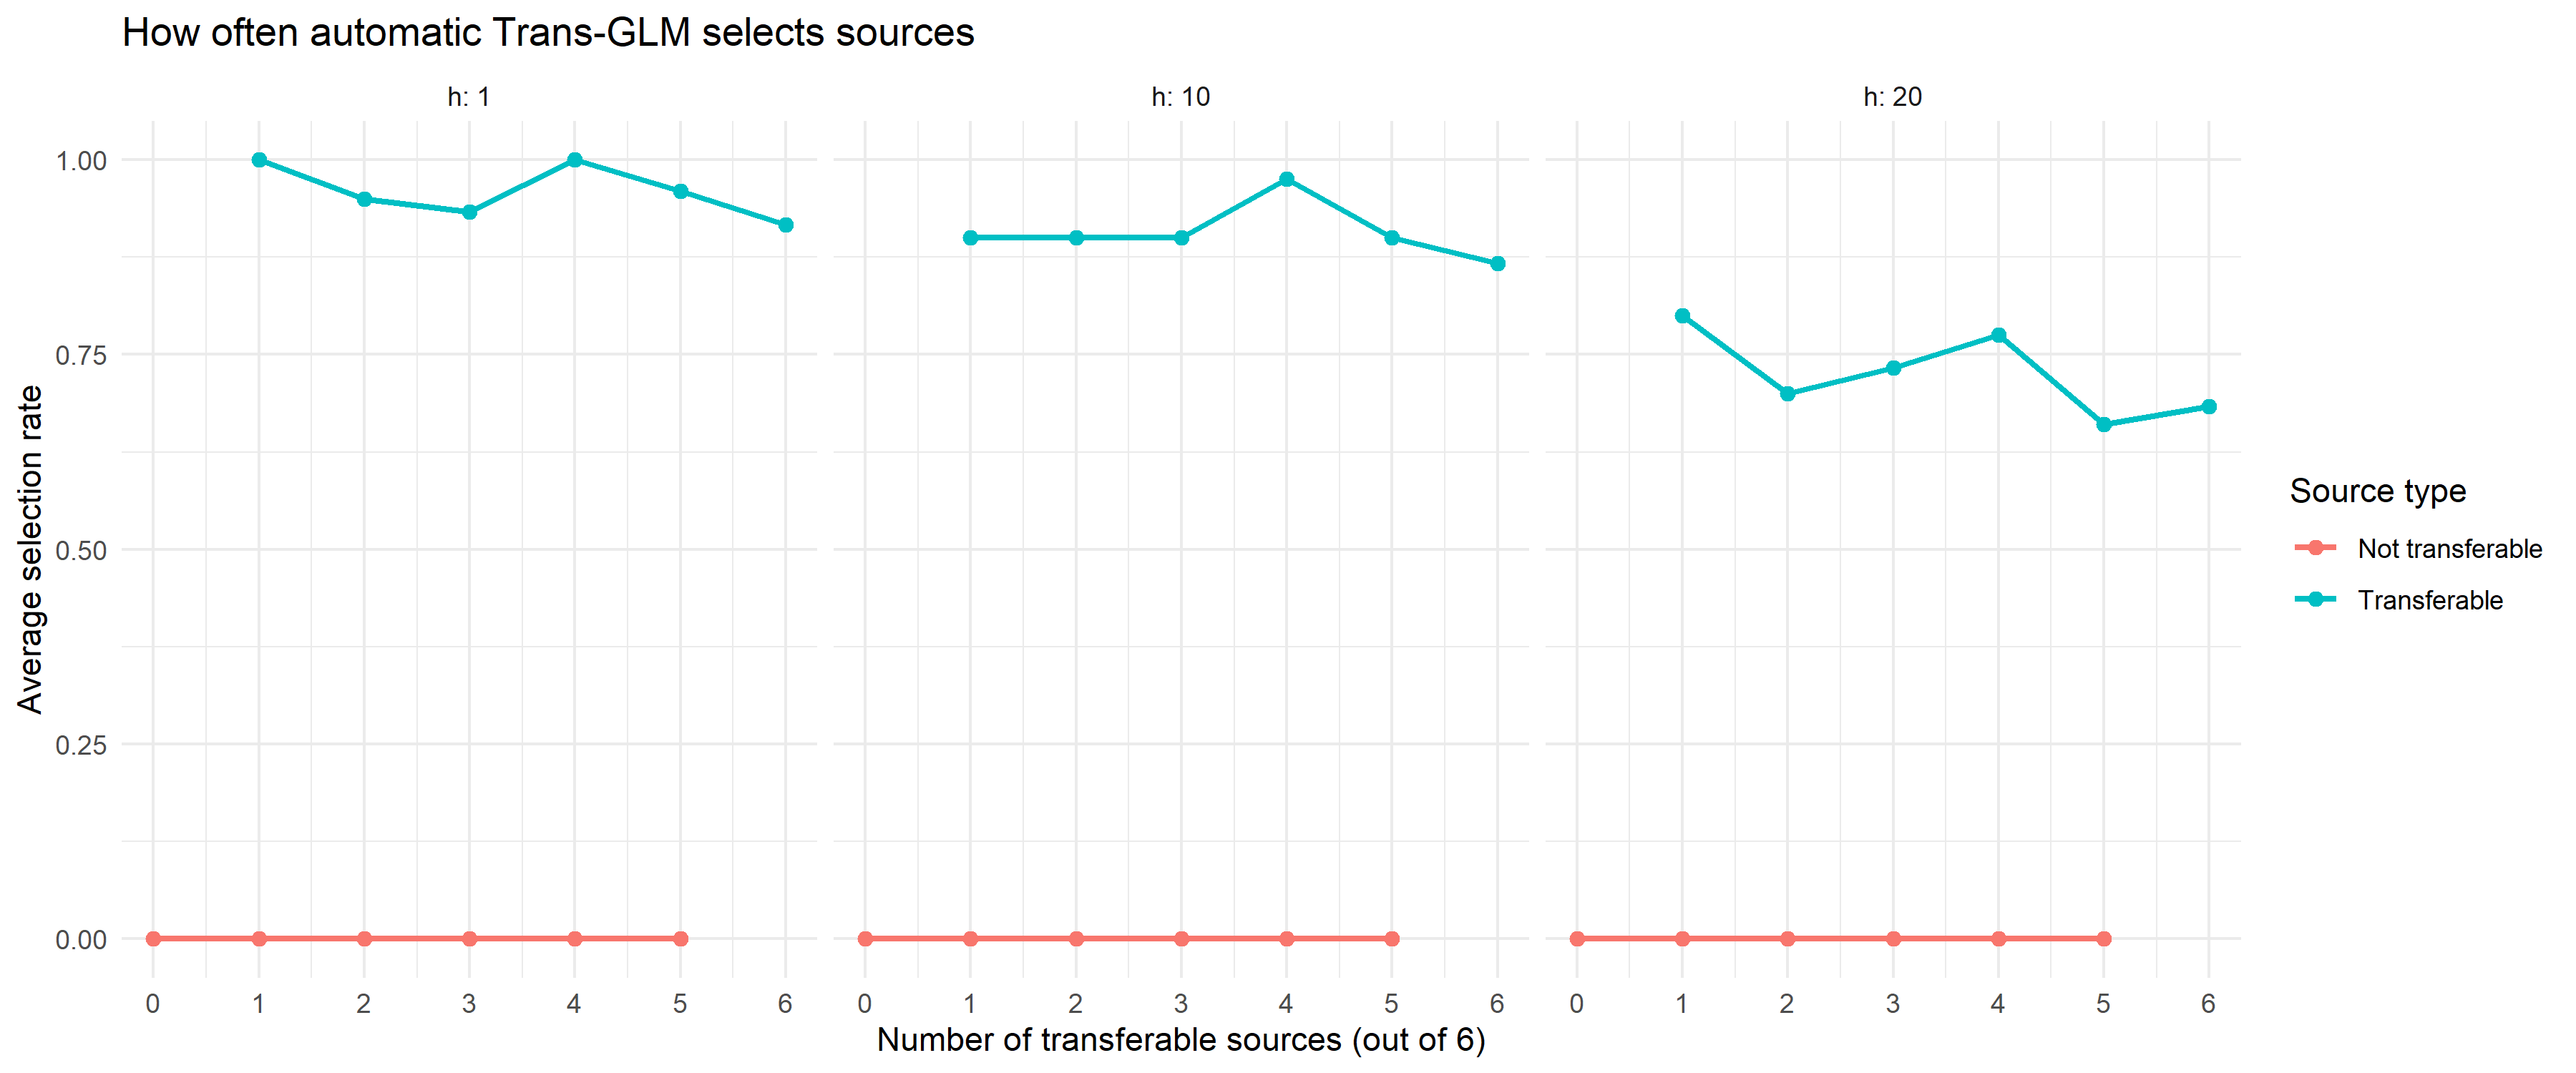 How often automatic Trans-GLM selects sources
h: 1
h: 10
h: 20
Average selection rate
1.00
0.75
0.50
0.25
0.00
0 1 2 3 4 5 6
0 1 2 3 4 5 6
0 1 2 3 4 5 6
Number of transferable sources (out of 6)
Source type
Not transferable
Transferable